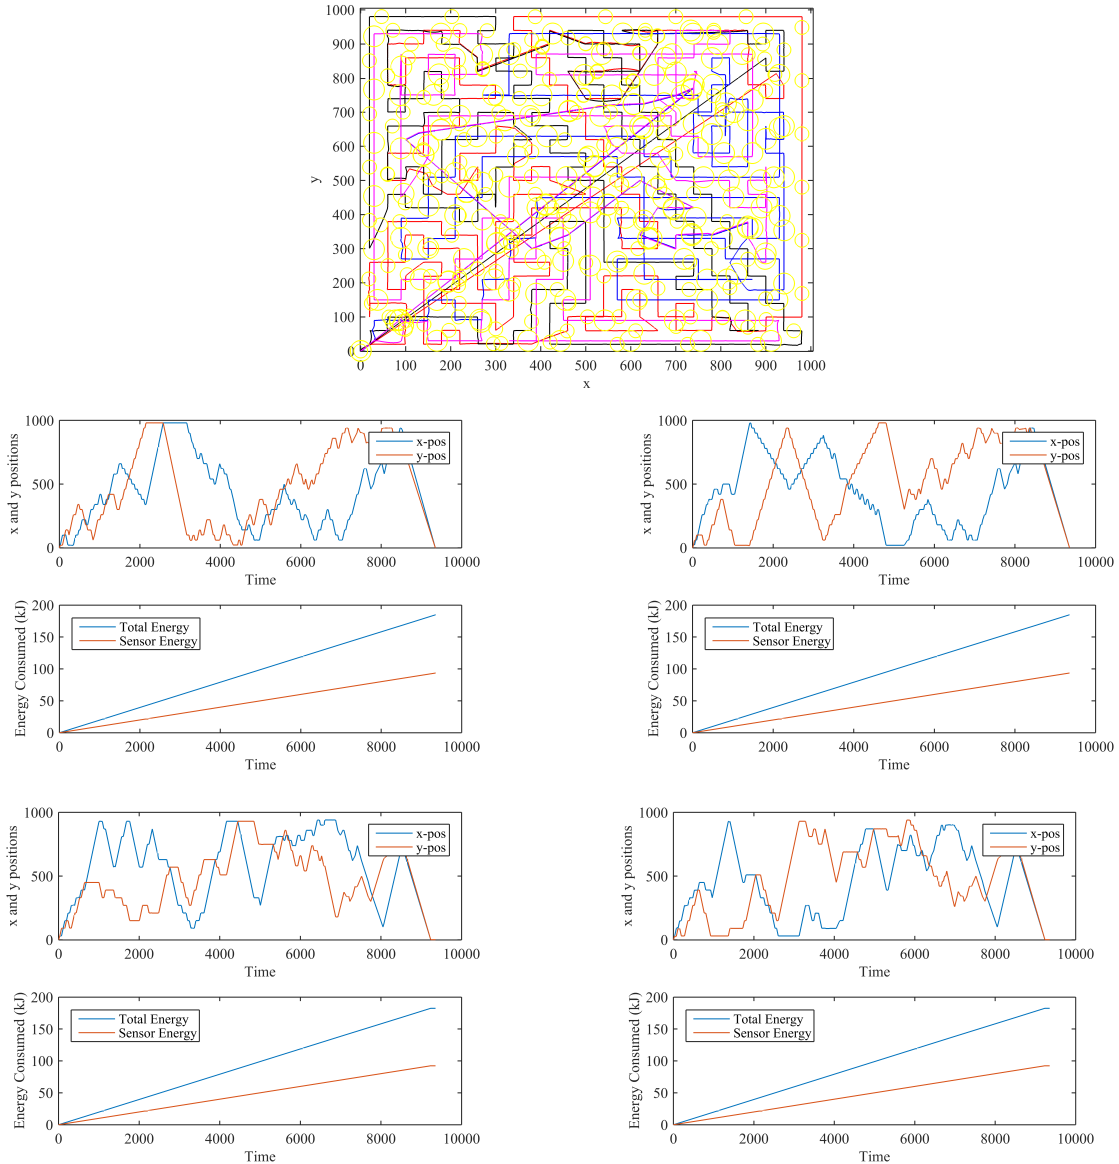 1000
900
800
700
600
500
400
300
200
100
0
y
0 100 200 300 400 500 600 700 800 900 1000
x
1000
500
0
x and y positions
x-pos
y-pos
0 2000 4000 6000 8000 10000
Time
1000
500
0
x and y positions
x-pos
y-pos
0 2000 4000 6000 8000 10000
Time
200
150
100
50
0
Energy Consumed (kJ)
Total Energy
Sensor Energy
0 2000 4000 6000 8000 10000
Time
200
150
100
50
0
Energy Consumed (kJ)
Total Energy
Sensor Energy
0 2000 4000 6000 8000 10000
Time
1000
500
0
x and y positions
x-pos
y-pos
0 2000 4000 6000 8000 10000
Time
1000
500
0
x and y positions
x-pos
y-pos
0 2000 4000 6000 8000 10000
Time
200
150
100
50
0
Energy Consumed (kJ)
Total Energy
Sensor Energy
0 2000 4000 6000 8000 10000
Time
200
150
100
50
0
Energy Consumed (kJ)
Total Energy
Sensor Energy
0 2000 4000 6000 8000 10000
Time